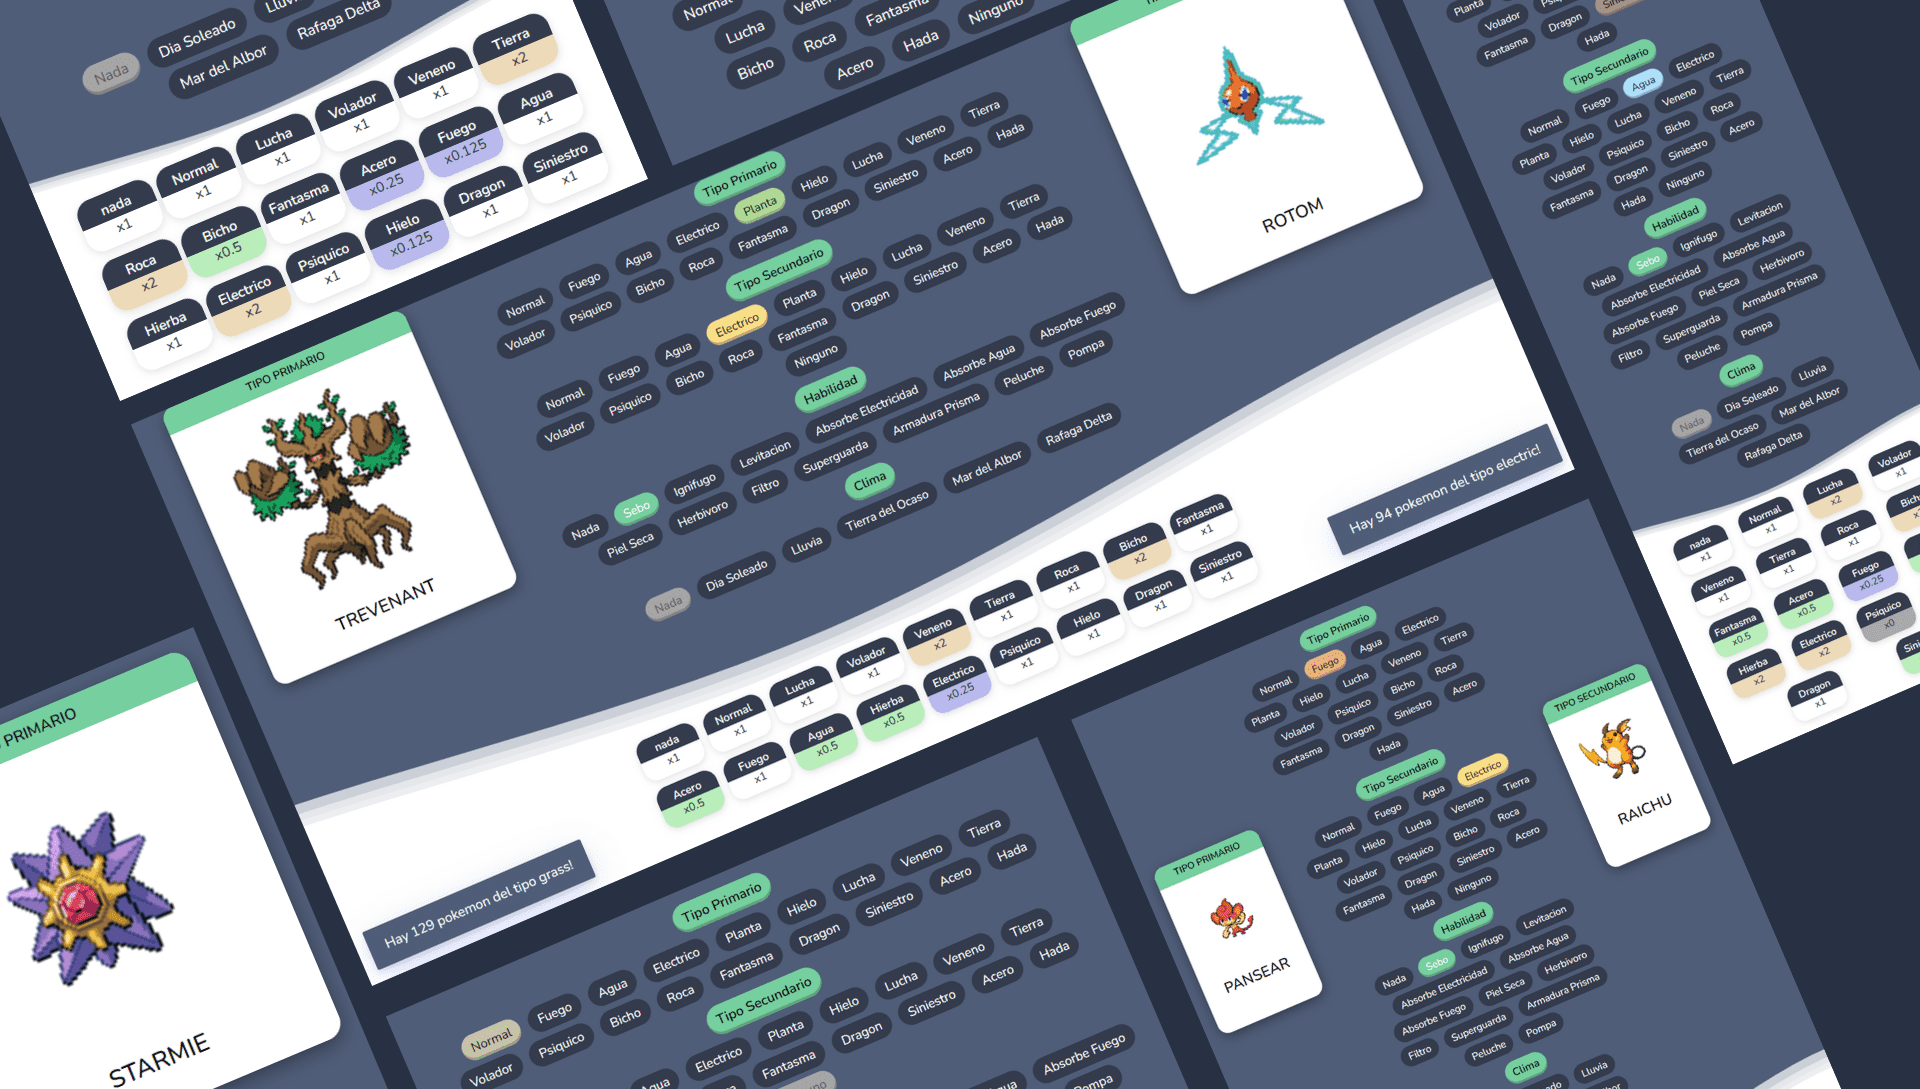 Nada
Dia Soleado
Mar del Albor
Rafaga Delta
nada x1
Normal x1
Lucha x1
Volador x1
Veneno x1
Tierra x2
Roca x2
Bicho x0.5
Fantasma x1
Acero x0.25
Fuego x0.125
Agua x1
Hierba x1
Electrico x2
Psiquico x1
Hielo x0.125
Dragon x1
Siniestro x1
Normal
Lucha
Fantasma
Ninguno
Bicho
Roca
Acero
Hada
TIPO PRIMARIO
TREVENANT
Tipo Primario
Normal Fuego Agua Electrico Planta Hielo Lucha Veneno Tierra
Volador Psiquico Bicho Roca Fantasma Dragon Siniestro Acero Hada
Tipo Secundario
Normal Fuego Agua Electrico Planta Hielo Lucha Veneno Tierra
Volador Psiquico Bicho Roca Fantasma Dragon Siniestro Acero Hada
Ninguno
Habilidad
Nada Sebo Ignifugo Levitacion Absorbe Electricidad Absorbe Agua Absorbe Fuego
Piel Seca Herbivoro Filtro Superguarda Armadura Prisma Peluche Pompa
Clima
Nada Dia Soleado Lluvia Tierra del Ocaso Mar del Albor Rafaga Delta
ROTOM
nada x1
Normal x1
Lucha x1
Volador x1
Veneno x2
Tierra x1
Roca x1
Bicho x2
Fantasma x1
Acero x0.5
Fuego x1
Agua x0.5
Hierba x0.5
Electrico x0.25
Psiquico x1
Hielo x1
Dragon x1
Siniestro x1
Hay 129 pokemon del tipo grass!
Hay 94 pokemon del tipo electric!
Planta
Volador
Fantasma Dragon
Hada
Tipo Secundario
Normal Fuego Agua Electrico
Planta Hielo Lucha Veneno Tierra
Volador Psiquico Bicho Roca
Fantasma Dragon Siniestro Acero
Hada Ninguno
Habilidad
Nada Sebo Ignifugo Levitacion
Absorbe Electricidad Absorbe Agua
Absorbe Fuego Piel Seca Herbivoro
Filtro Superguarda Armadura Prisma
Peluche Pompa
Clima
Nada Dia Soleado Lluvia
Tierra del Ocaso Mar del Albor
Rafaga Delta
nada x1
Normal x1
Lucha x2
Volador x1
Veneno x1
Tierra x1
Roca x1
Fantasma x0.5
Acero x0.5
Fuego x0.25
Hierba x2
Electrico x2
Psiquico x0
Dragon x1
PRIMARIO
STARMIE
Tipo Primario
Normal Fuego Agua Electrico Planta Hielo Lucha Veneno Tierra
Volador Psiquico Bicho Roca Fantasma Dragon Siniestro Acero Hada
Tipo Secundario
Electrico Planta Hielo Lucha Veneno Tierra
Fantasma Dragon Siniestro Acero Hada
Absorbe Fuego
Tipo Primario
Normal Fuego Agua Electrico
Planta Hielo Lucha Veneno Tierra
Volador Psiquico Bicho Roca
Fantasma Dragon Siniestro Acero
Hada
Tipo Secundario
Normal Fuego Agua Electrico
Planta Hielo Lucha Veneno Tierra
Volador Psiquico Bicho Roca
Fantasma Dragon Siniestro Acero
Hada Ninguno
Habilidad
Nada Sebo Ignifugo Levitacion
Absorbe Electricidad Absorbe Agua
Absorbe Fuego Piel Seca Herbivoro
Filtro Superguarda Armadura Prisma
Peluche Pompa
Clima
Lluvia
TIPO PRIMARIO
PANSEAR
TIPO SECUNDARIO
RAICHU